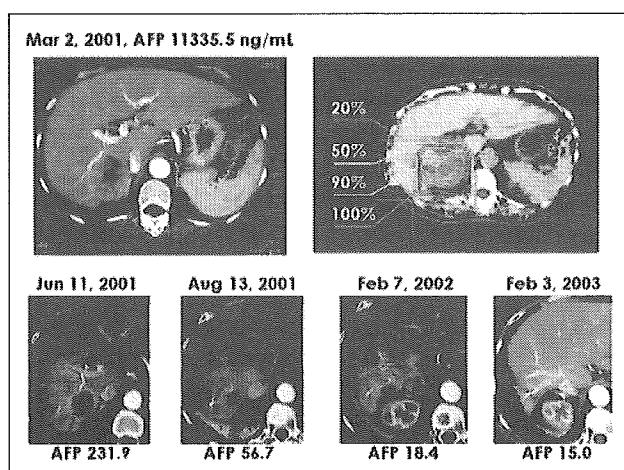 Mar 2, 2001, AFP 11335.5 ng/mL
20%
50%
90%
100%
Jun 11, 2001
Aug 13, 2001
Feb 7, 2002
Feb 3, 2003
AFP 231.9
AFP 56.7
AFP 18.4
AFP 15.0